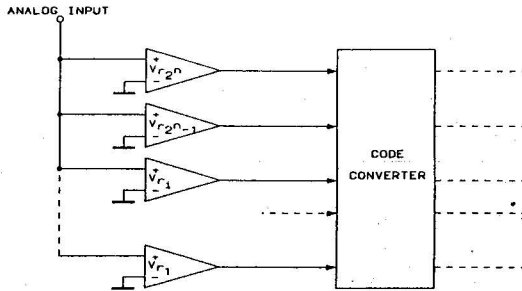 ANALOG INPUT
+
Vr2n
−
+
Vr2n-1
−
+
Vri
−
CODE
CONVERTER
+
Vr1
−